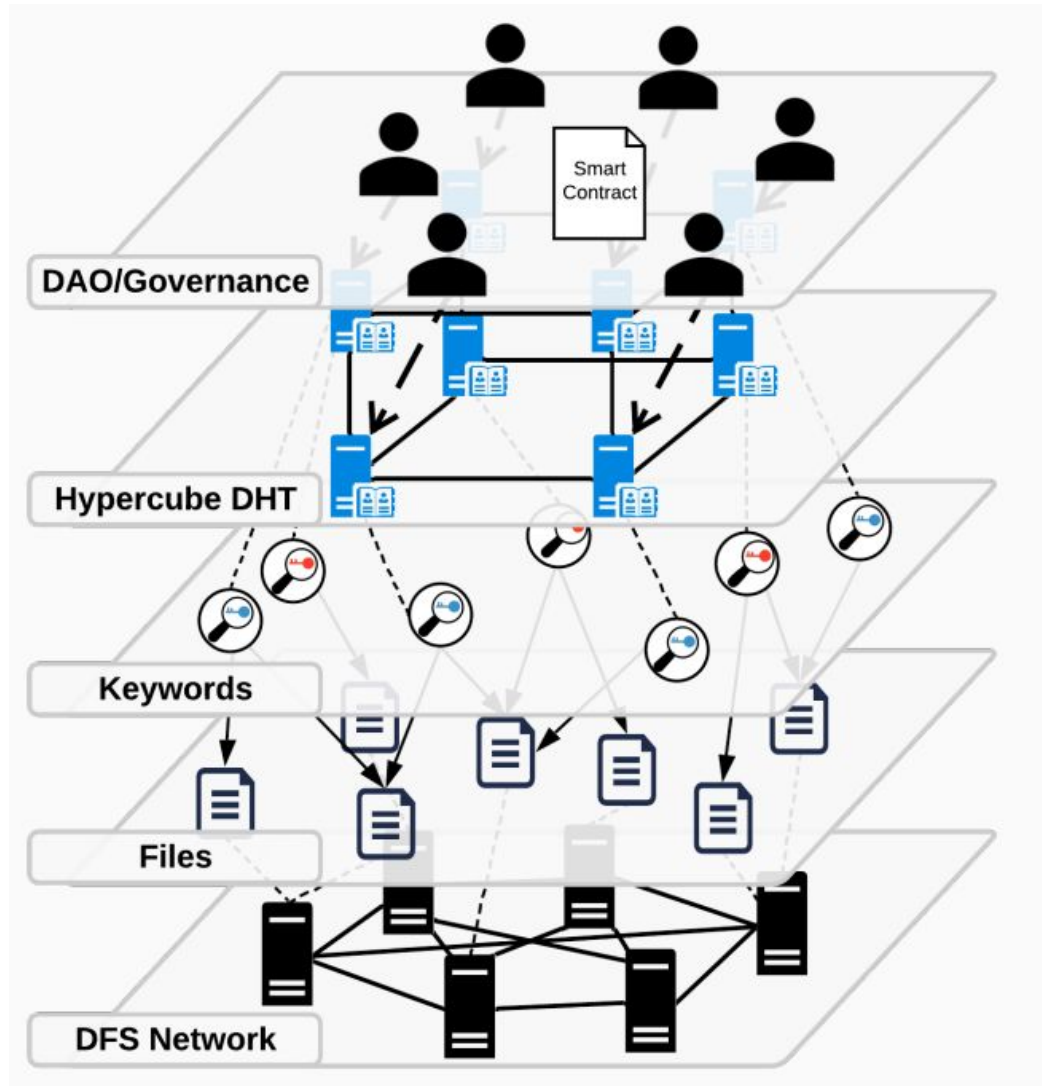 Smart
Contract
DAO/Governance
Hypercube DHT
Keywords
Files
DFS Network